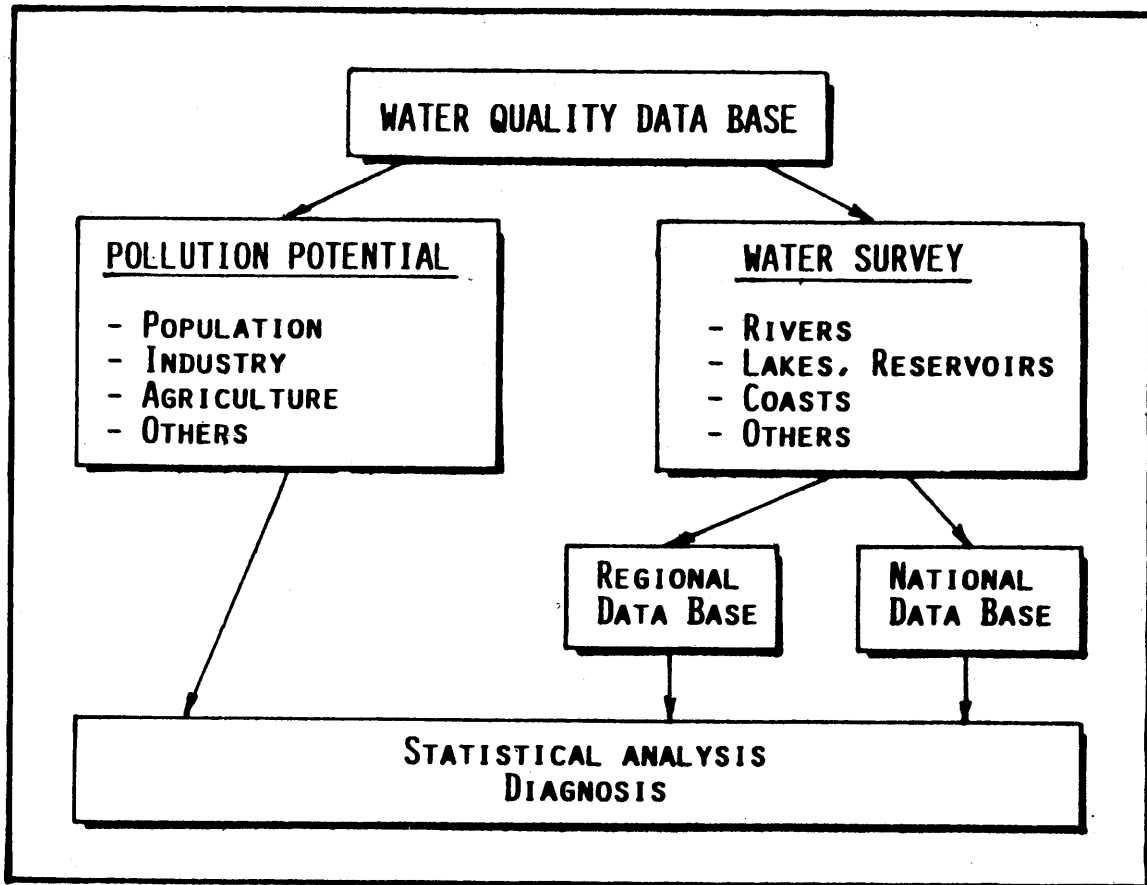 WATER QUALITY DATA BASE
POLLUTION POTENTIAL
- POPULATION
- INDUSTRY
- AGRICULTURE
- OTHERS
WATER SURVEY
- RIVERS
- LAKES, RESERVOIRS
- COASTS
- OTHERS
REGIONAL
DATA BASE
NATIONAL
DATA BASE
STATISTICAL ANALYSIS
DIAGNOSIS